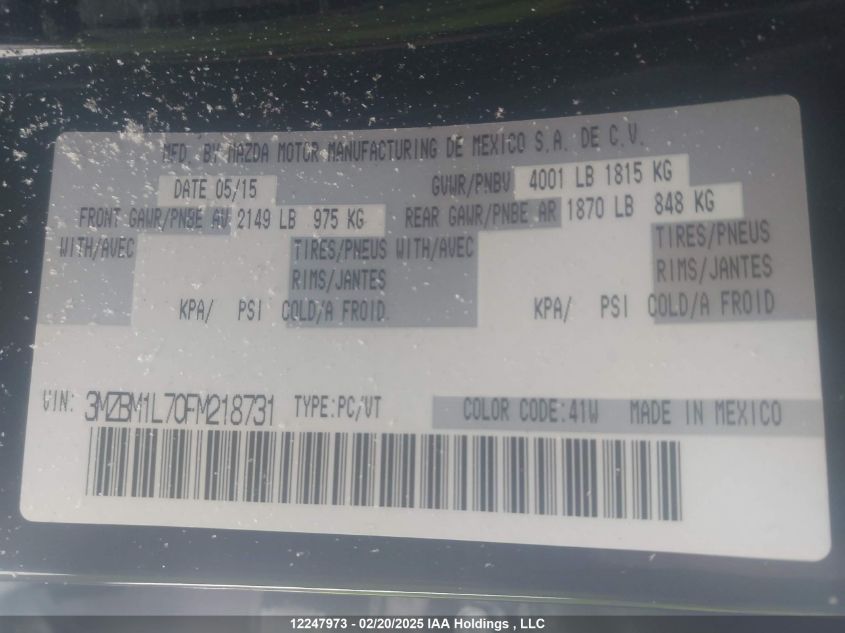 MFD. BY MAZDA MOTOR MANUFACTURING DE MEXICO S.A. DE C.V.
DATE 05/15 GVWR/PNBV 4001 LB 1815 KG
FRONT GAWR/PNBE AV 2149 LB 975 KG REAR GAWR/PNBE AR 1870 LB 848 KG
WITH/AVEC TIRES/PNEUS WITH/AVEC TIRES/PNEUS
RIMS/JANTES RIMS/JANTES
KPA/ PSI COLD/A FROID KPA/ PSI COLD/A FROID
VIN: 3MZBM1L70FM218731 TYPE:PC/VT COLOR CODE:41W MADE IN MEXICO
12247973 - 02/20/2025 IAA Holdings , LLC